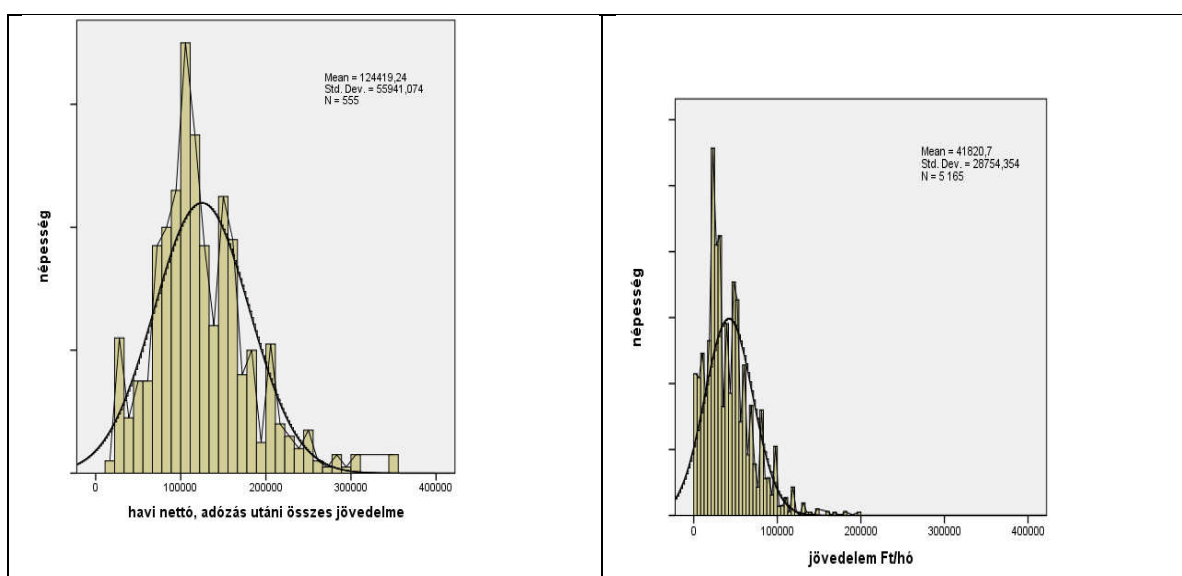 Mean = 124419,24
Std. Dev. = 55941,074
N = 555
népesség
0 100000 200000 300000 400000
havi nettó, adózás utáni összes jövedelme
Mean = 41820,7
Std. Dev. = 28754,354
N = 5 165
népesség
0 100000 200000 300000 400000
jövedelem Ft/hó